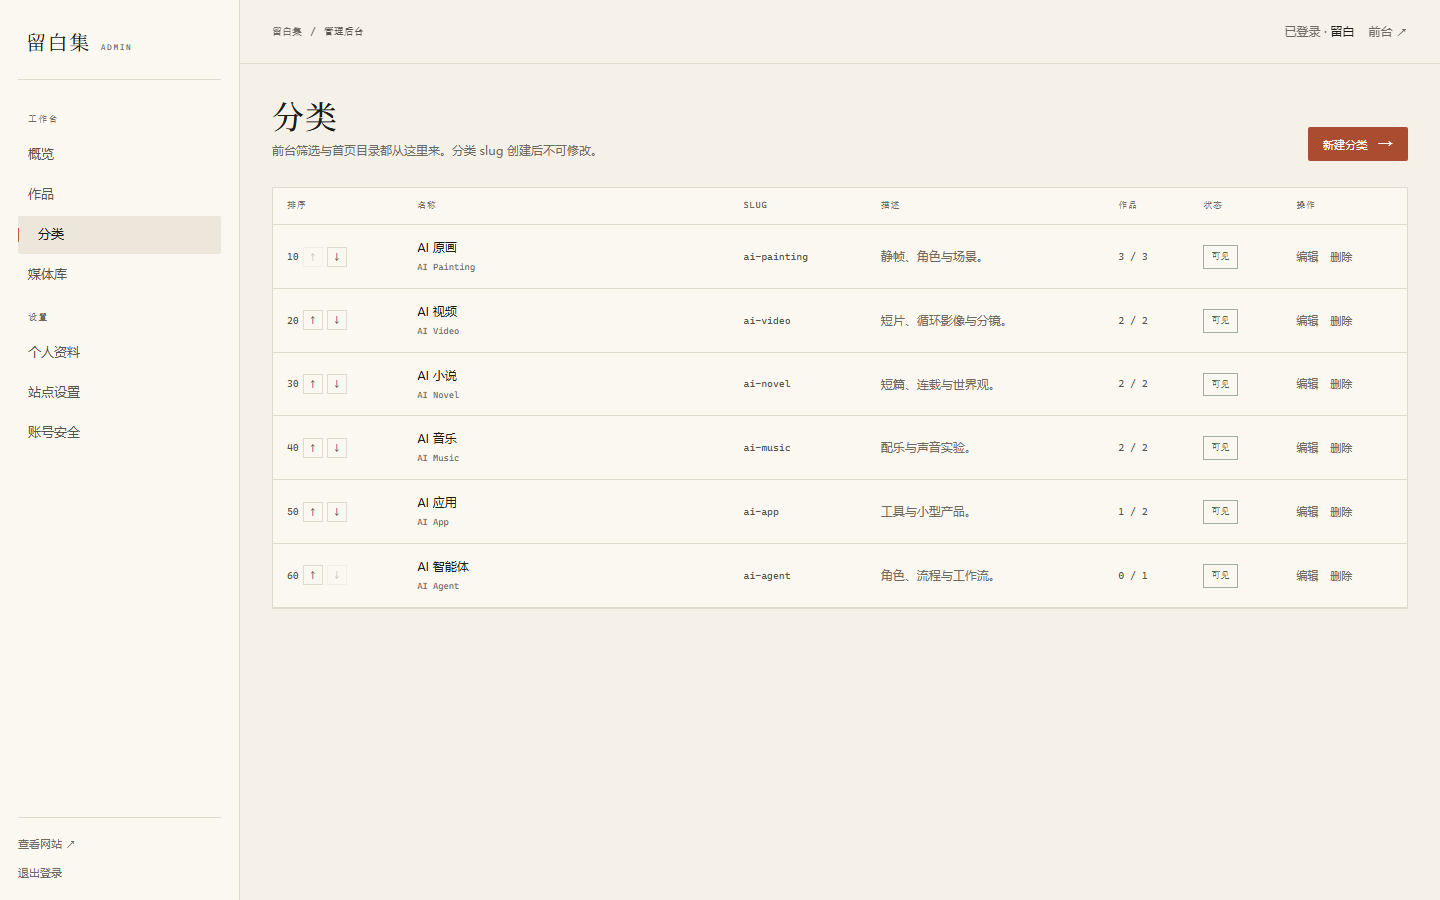 留白集 ADMIN
工作台
概览
作品
分类
媒体库
设置
个人资料
站点设置
账号安全
查看网站 ↗
退出登录
留白集 / 管理后台
已登录 · 留白 前台 ↗
分类
前台筛选与首页目录都从这里来。分类 slug 创建后不可修改。
新建分类 →
排序 名称 SLUG 描述 作品 状态 操作
10 ↑ ↓ AI 原画 ai-painting 静帧、角色与场景。 3 / 3 可见 编辑 删除
AI Painting
20 ↑ ↓ AI 视频 ai-video 短片、循环影像与分镜。 2 / 2 可见 编辑 删除
AI Video
30 ↑ ↓ AI 小说 ai-novel 短篇、连载与世界观。 2 / 2 可见 编辑 删除
AI Novel
40 ↑ ↓ AI 音乐 ai-music 配乐与声音实验。 2 / 2 可见 编辑 删除
AI Music
50 ↑ ↓ AI 应用 ai-app 工具与小型产品。 1 / 2 可见 编辑 删除
AI App
60 ↑ ↓ AI 智能体 ai-agent 角色、流程与工作流。 0 / 1 可见 编辑 删除
AI Agent